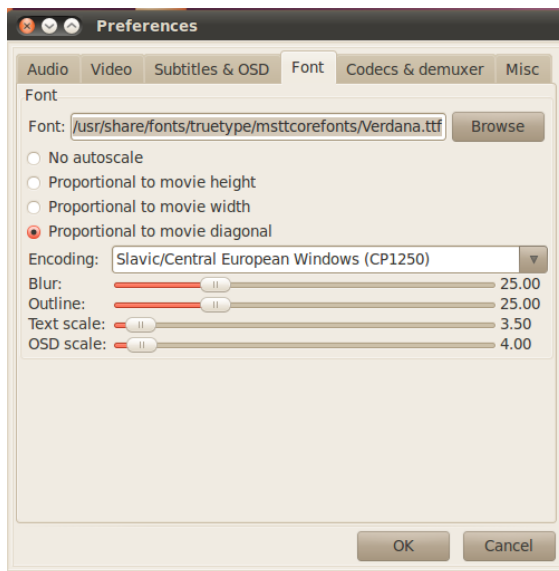 Preferences
Audio Video Subtitles & OSD Font Codecs & demuxer Misc
Font
Font: /usr/share/fonts/truetype/msttcorefonts/Verdana.ttf Browse
No autoscale
Proportional to movie height
Proportional to movie width
Proportional to movie diagonal
Encoding: Slavic/Central European Windows (CP1250)
Blur: 25.00
Outline: 25.00
Text scale: 3.50
OSD scale: 4.00
OK Cancel